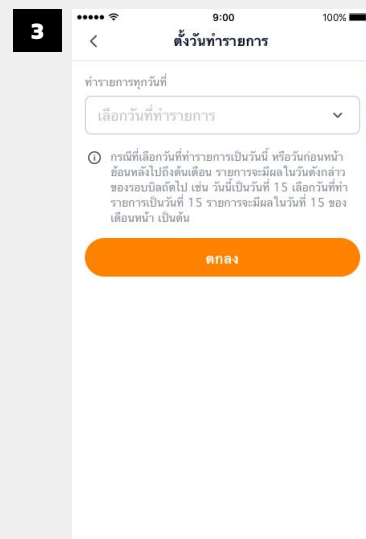 3
9:00
100%
ตั้งวันทำรายการ
ทำรายการทุกวันที่
เลือกวันที่ทำรายการ
กรณีที่เลือกวันที่ทำรายการเป็นวันนี้ หรือวันก่อนหน้า
ย้อนหลังไปถึงต้นเดือน รายการจะมีผลในวันดังกล่าว
ของรอบบิลถัดไป เช่น วันนี้เป็นวันที่ 15 เลือกวันที่ทำ
รายการเป็นวันที่ 15 รายการจะมีผลในวันที่ 15 ของ
เดือนหน้า เป็นต้น
ตกลง